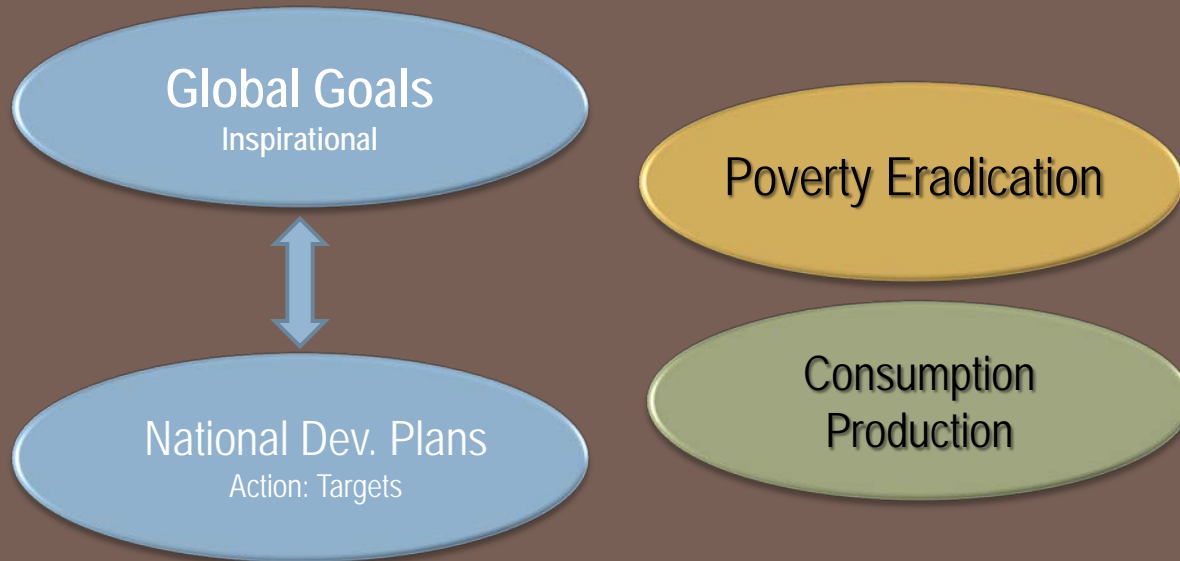 Global Goals
Inspirational
National Dev. Plans
Action: Targets
Poverty Eradication
Consumption
Production